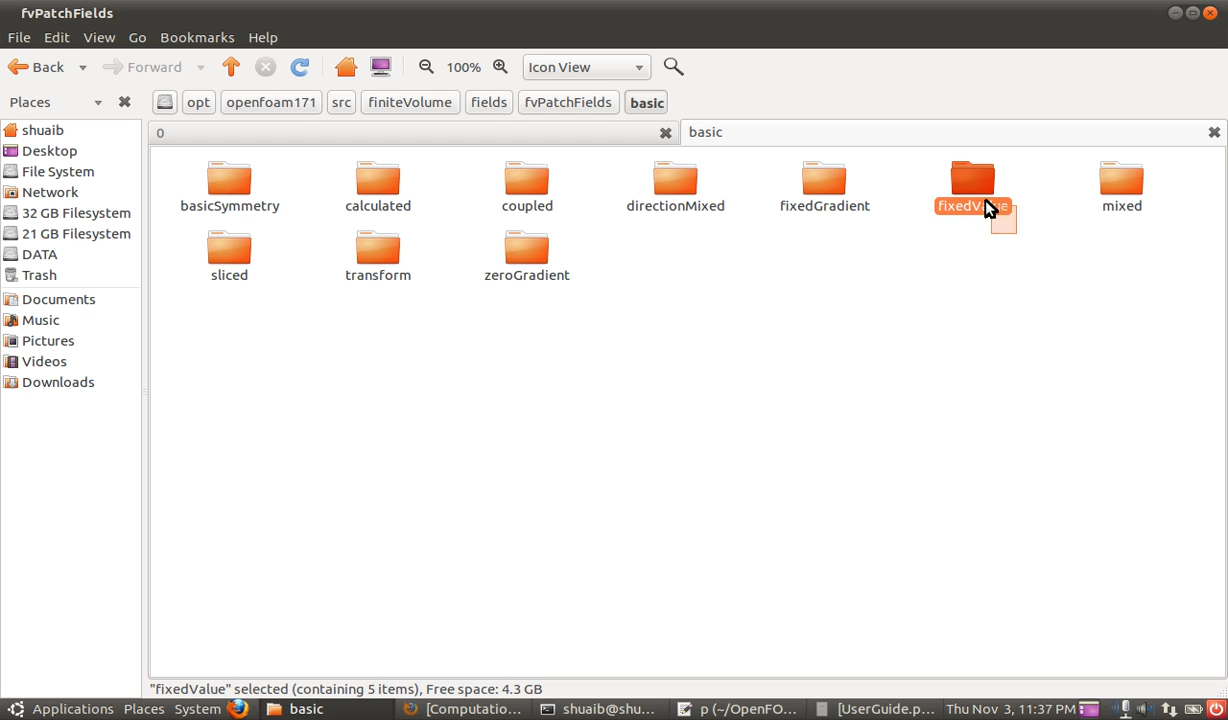 fvPatchFields
File Edit View Go Bookmarks Help
Back Forward 100% Icon View
Places opt openfoam171 src finiteVolume fields fvPatchFields basic
shuaib
Desktop
File System
Network
32 GB Filesystem
21 GB Filesystem
DATA
Trash
Documents
Music
Pictures
Videos
Downloads
0 basic
basicSymmetry calculated coupled directionMixed fixedGradient fixedValue mixed
sliced transform zeroGradient
"fixedValue" selected (containing 5 items), Free space: 4.3 GB
Applications Places System basic [Computatio... shuaib@shu... p (~/OpenFO... [UserGuide.p... Thu Nov 3, 11:37 PM